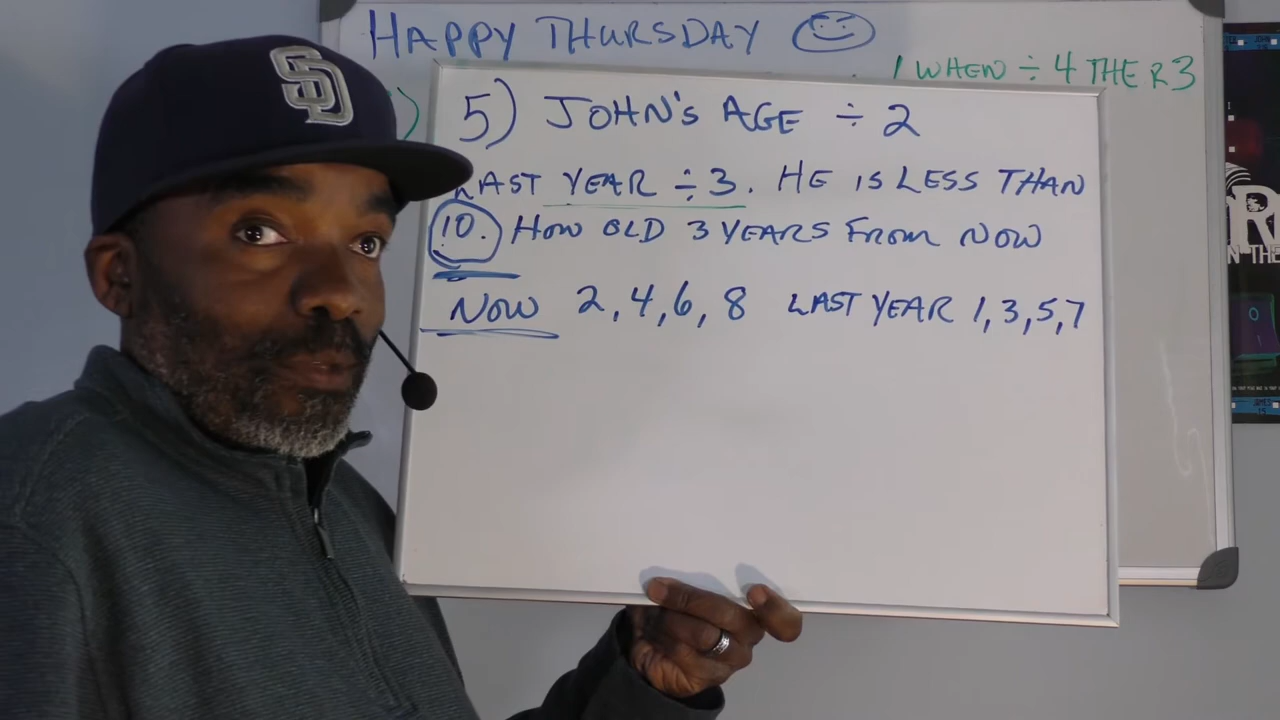 HAPPY THURSDAY
1 WHEN ÷ 4 THE R3
)
5) JOHN'S AGE ÷ 2
LAST YEAR ÷ 3. HE IS LESS THAN
10. HOW OLD 3 YEARS FROM NOW
NOW 2, 4, 6, 8 LAST YEAR 1, 3, 5, 7
SD